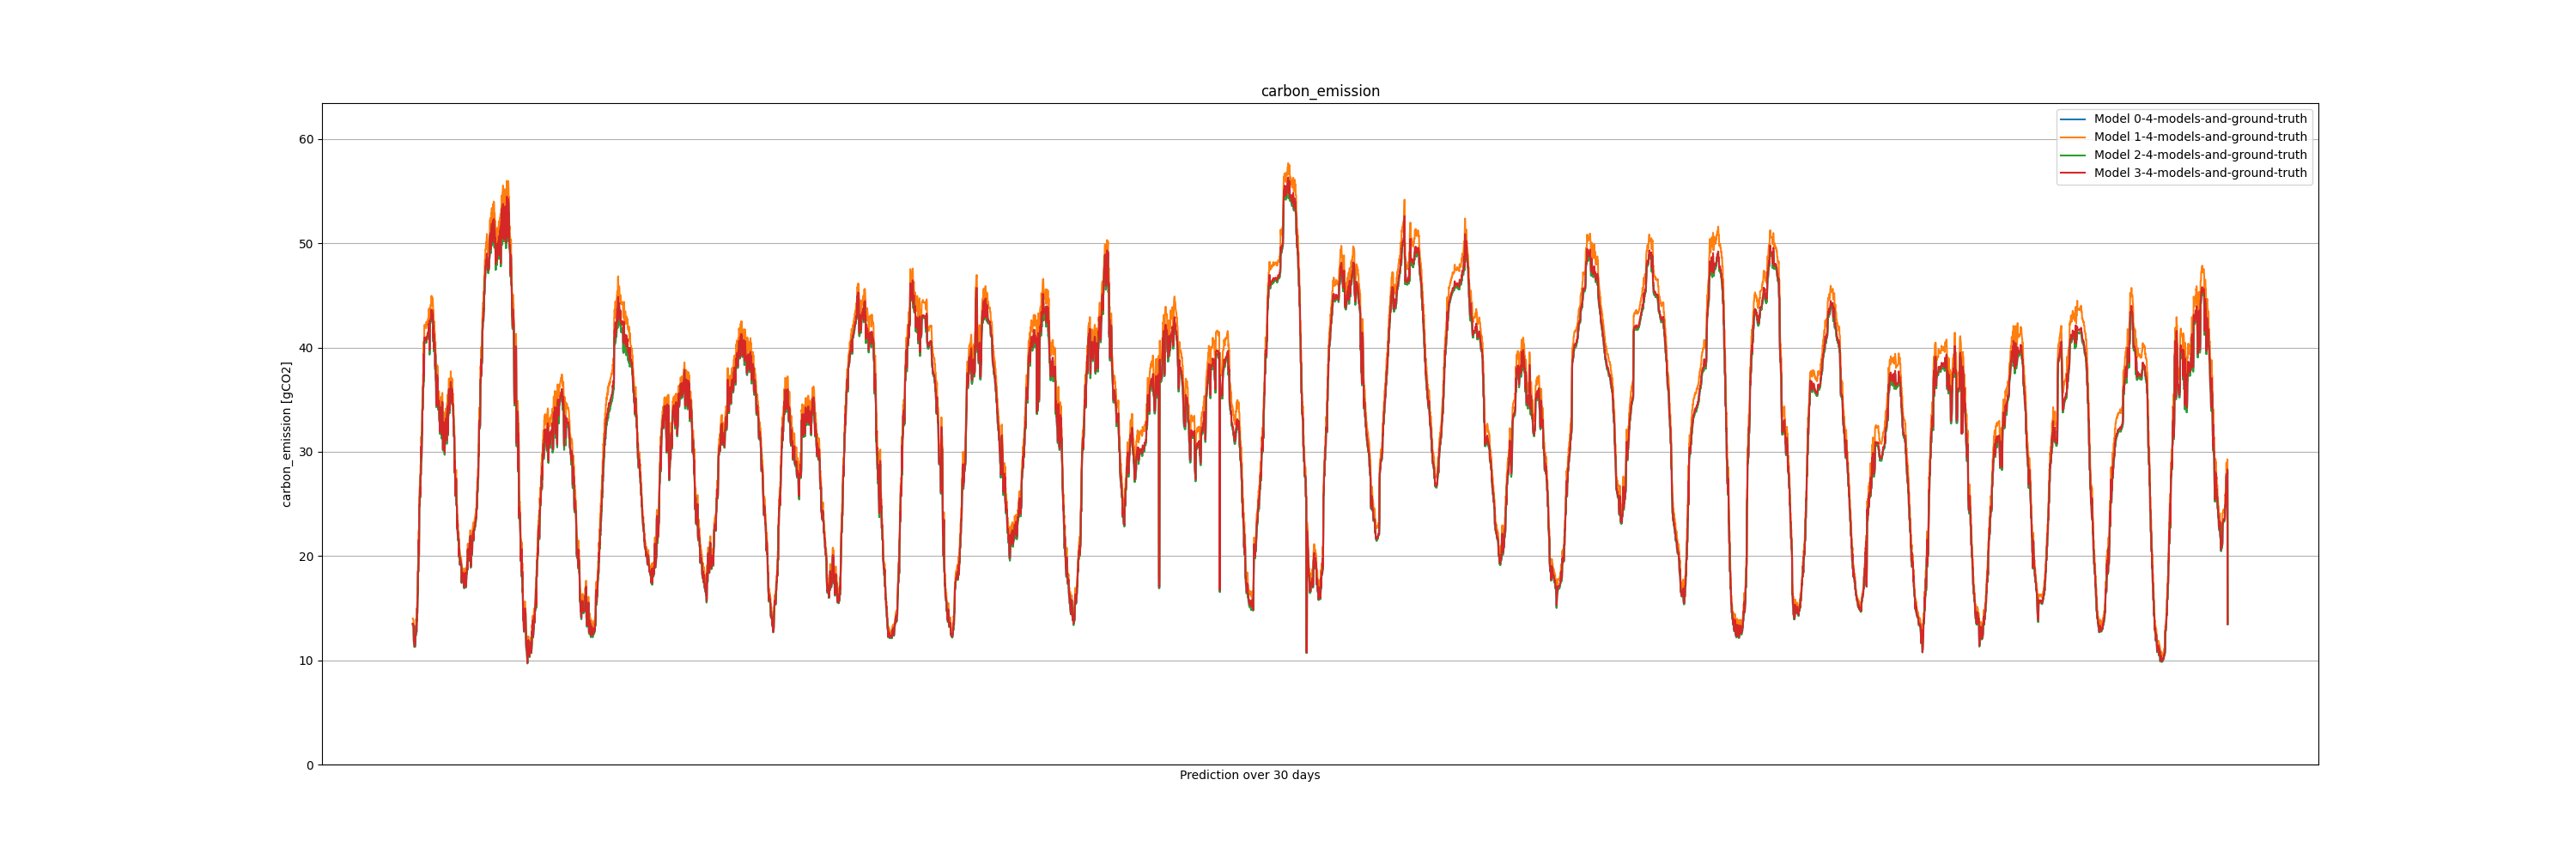 carbon_emission
Model 0-4-models-and-ground-truth
Model 1-4-models-and-ground-truth
Model 2-4-models-and-ground-truth
Model 3-4-models-and-ground-truth
60
50
40
30
20
10
0
carbon_emission [gCO2]
Prediction over 30 days